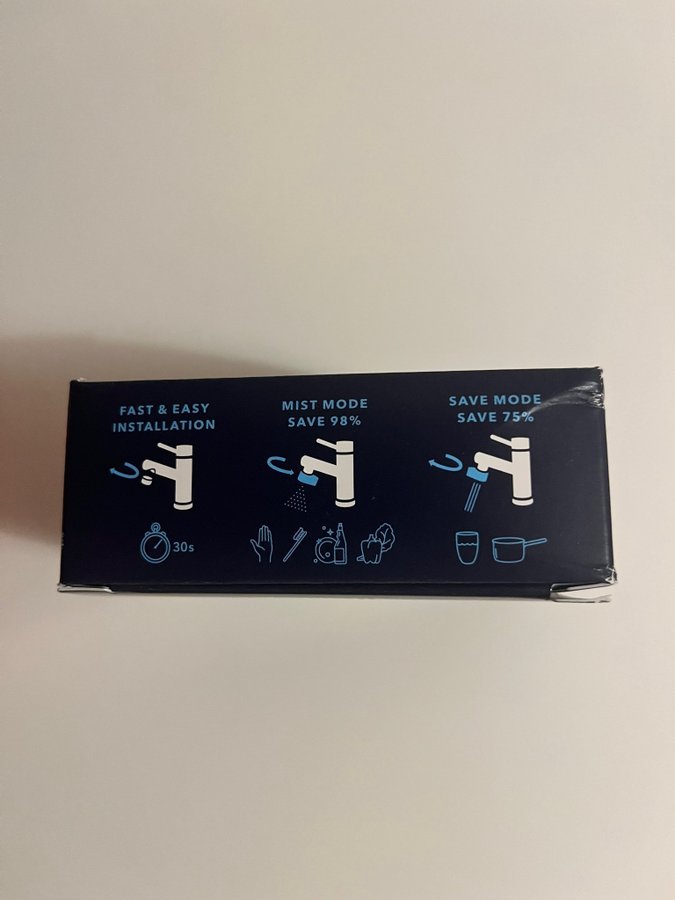 FAST & EASY
INSTALLATION
30s
MIST MODE
SAVE 98%
SAVE MODE
SAVE 75%